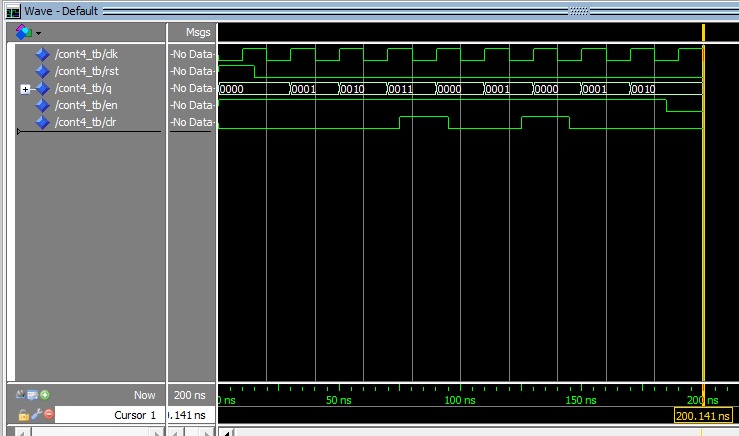 Wave - Default
Msgs
/cont4_tb/clk -No Data-
/cont4_tb/rst -No Data-
/cont4_tb/q -No Data- 0000 0001 0010 0011 0000 0001 0000 0001 0010
/cont4_tb/en -No Data-
/cont4_tb/clr -No Data-
Now 200 ns 0 ns 50 ns 100 ns 150 ns 200 ns
Cursor 1 0.141 ns 200.141 ns